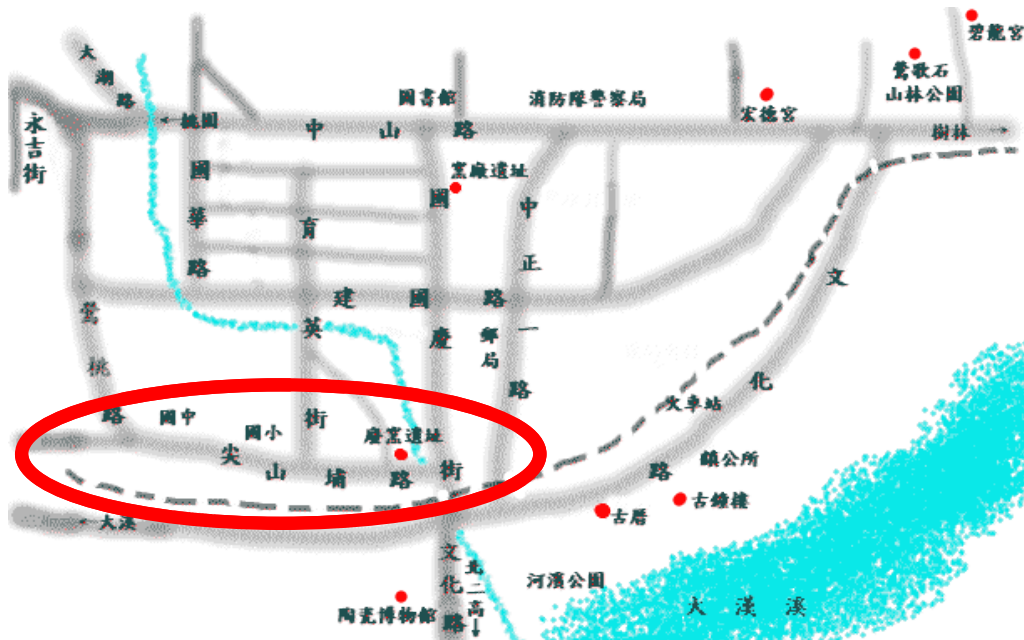 碧龍宮
大湖路
鶯歌石
山林公園
圖書館
消防隊警察局
宏德宮
永吉街
←桃園
中山路
樹林→
窯廠遺址
國華路
育英街
國慶街
中正一路
文化路
建國路
鶯桃路
郵局
火車站
國中
國小
廢窯遺址
尖山埔路
鎮公所
古鐘樓
古厝
←大溪
文化路
北二高↓
河濱公園
陶瓷博物館
大漢溪